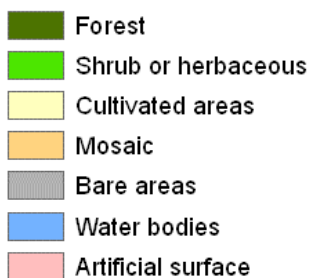 Forest
Shrub or herbaceous
Cultivated areas
Mosaic
Bare areas
Water bodies
Artificial surface